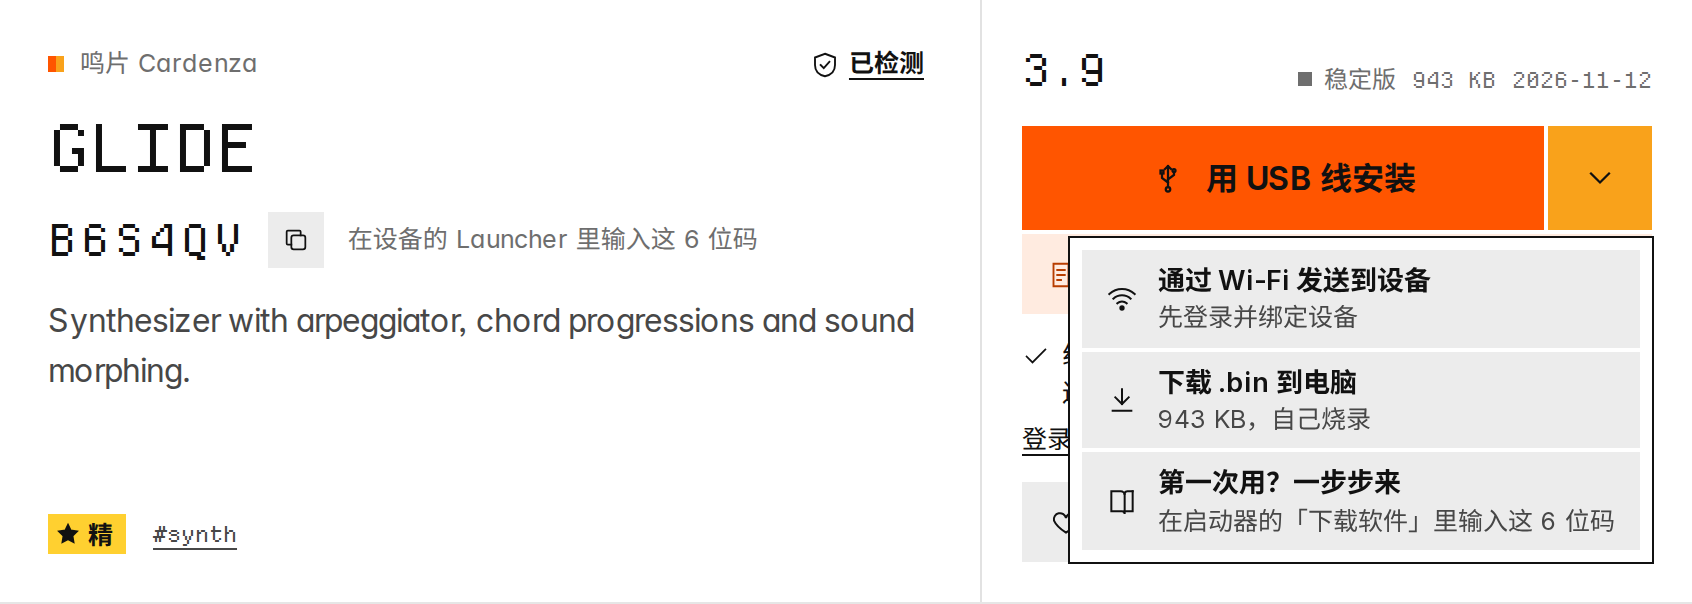 鸣片 Cardenza
已检测
GLIDE
B6S4QV
在设备的 Launcher 里输入这 6 位码
Synthesizer with arpeggiator, chord progressions and sound
morphing.
精
#synth
3.9
稳定版 943 KB 2026-11-12
用 USB 线安装
通过 Wi-Fi 发送到设备
先登录并绑定设备
下载 .bin 到电脑
943 KB，自己烧录
第一次用？一步步来
在启动器的「下载软件」里输入这 6 位码
登录